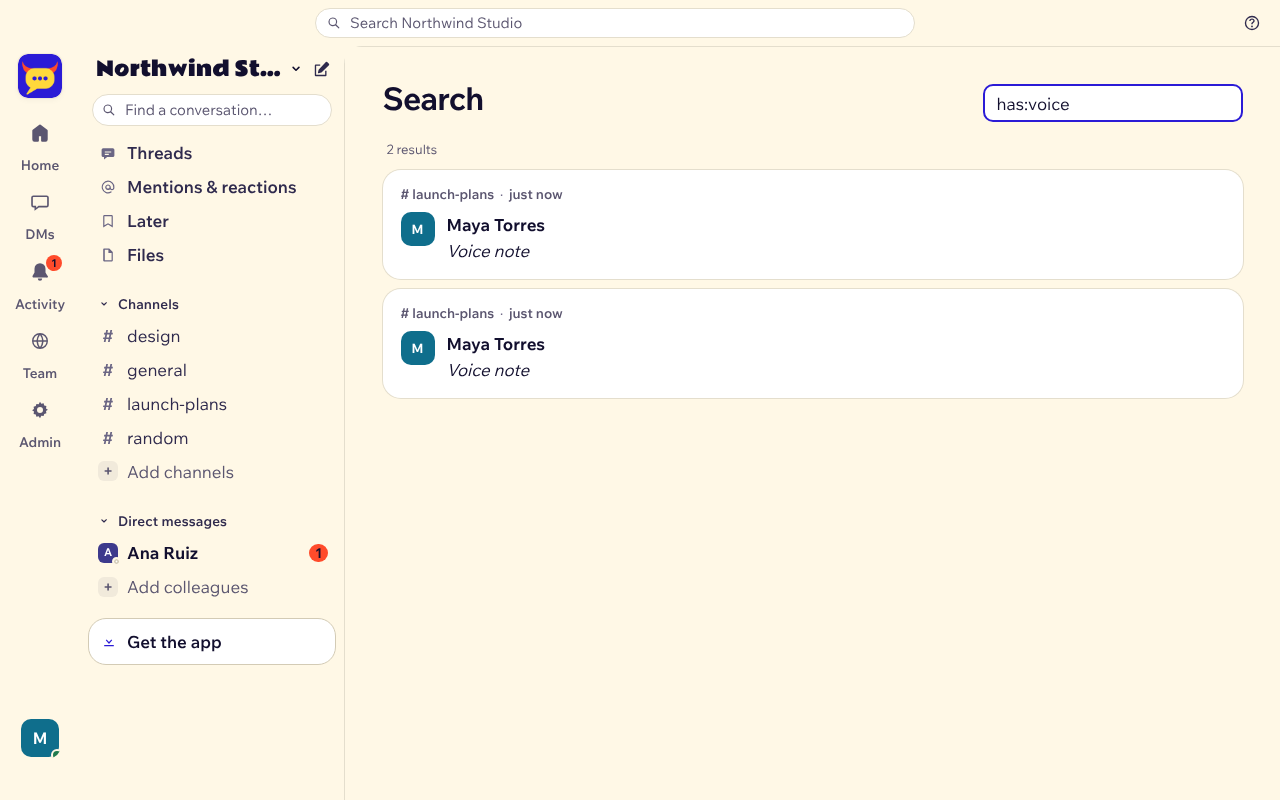 Search Northwind Studio
Northwind St...
Find a conversation…
Home
DMs
1
Activity
Team
Admin
M
Threads
Mentions & reactions
Later
Files
Channels
# design
# general
# launch-plans
# random
+ Add channels
Direct messages
A Ana Ruiz 1
+ Add colleagues
Get the app
Search
has:voice
2 results
# launch-plans · just now
M Maya Torres
Voice note
# launch-plans · just now
M Maya Torres
Voice note